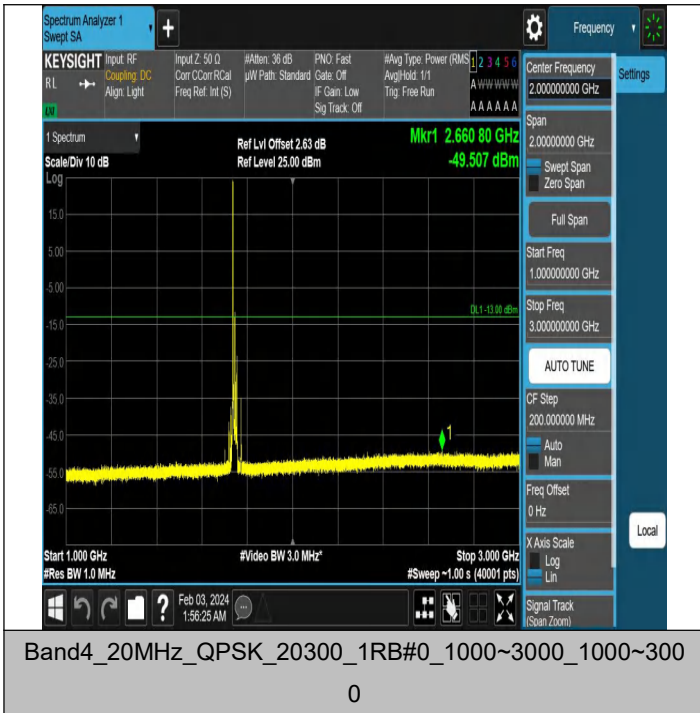 Spectrum Analyzer 1
Swept SA
+
Frequency
KEYSIGHT
RL
LXI
Input: RF
Coupling: DC
Align: Light
Input Z: 50 Ω
Corr CCorr RCal
Freq Ref: Int (S)
#Atten: 36 dB
µW Path: Standard
PNO: Fast
Gate: Off
IF Gain: Low
Sig Track: Off
#Avg Type: Power (RMS
Avg|Hold: 1/1
Trig: Free Run
1 2 3 4 5 6
A W W W W W
A A A A A A
1 Spectrum
Scale/Div 10 dB
Log
Ref Lvl Offset 2.63 dB
Ref Level 25.00 dBm
Mkr1 2.660 80 GHz
-49.507 dBm
15.0
5.00
-5.00
-15.0
-25.0
-35.0
-45.0
-55.0
-65.0
DL1 -13.00 dBm
1
Start 1.000 GHz
#Res BW 1.0 MHz
#Video BW 3.0 MHz*
Stop 3.000 GHz
#Sweep ~1.00 s (40001 pts)
Feb 03, 2024
1:56:25 AM
?
Center Frequency
2.000000000 GHz
Settings
Span
2.00000000 GHz
Swept Span
Zero Span
Full Span
Start Freq
1.000000000 GHz
Stop Freq
3.000000000 GHz
AUTO TUNE
CF Step
200.000000 MHz
Auto
Man
Freq Offset
0 Hz
X Axis Scale
Log
Lin
Local
Signal Track
(Span Zoom)
Band4_20MHz_QPSK_20300_1RB#0_1000~3000_1000~300
0